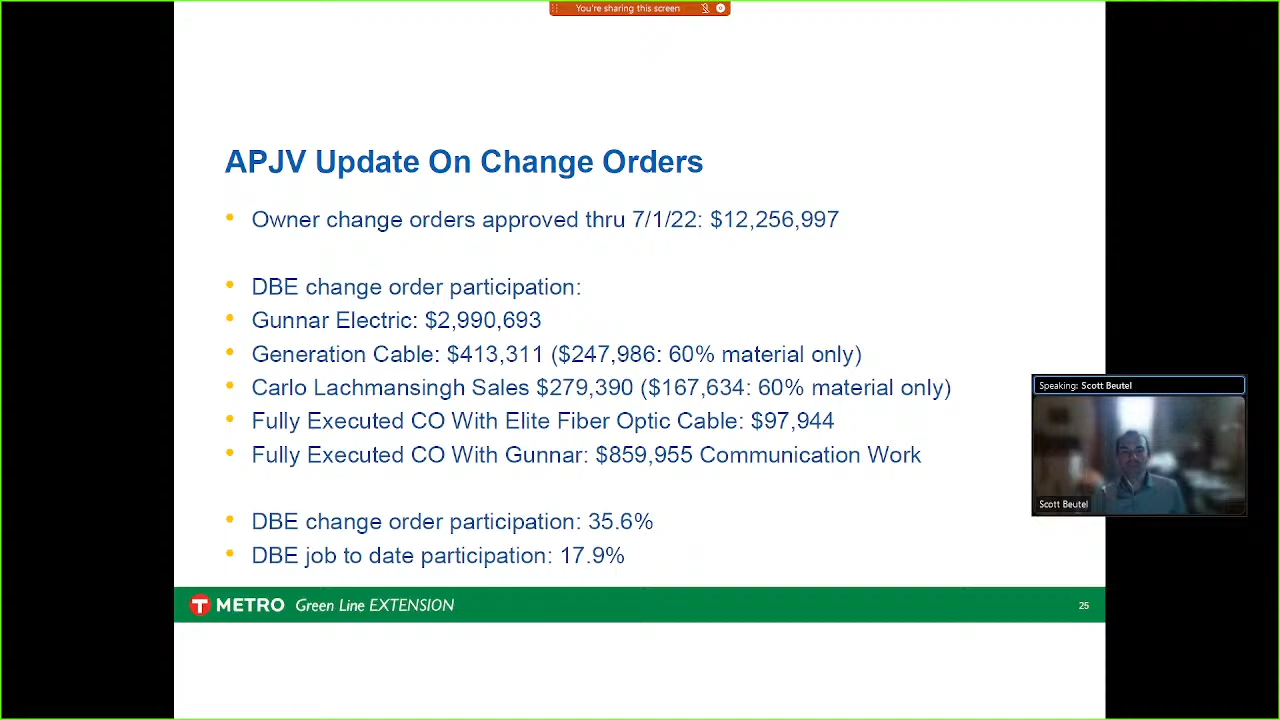 You're sharing this screen
APJV Update On Change Orders
• Owner change orders approved thru 7/1/22: $12,256,997
• DBE change order participation:
• Gunnar Electric: $2,990,693
• Generation Cable: $413,311 ($247,986: 60% material only)
• Carlo Lachmansingh Sales $279,390 ($167,634: 60% material only)
• Fully Executed CO With Elite Fiber Optic Cable: $97,944
• Fully Executed CO With Gunnar: $859,955 Communication Work
• DBE change order participation: 35.6%
• DBE job to date participation: 17.9%
Speaking: Scott Beutel
Scott Beutel
T METRO Green Line EXTENSION
25